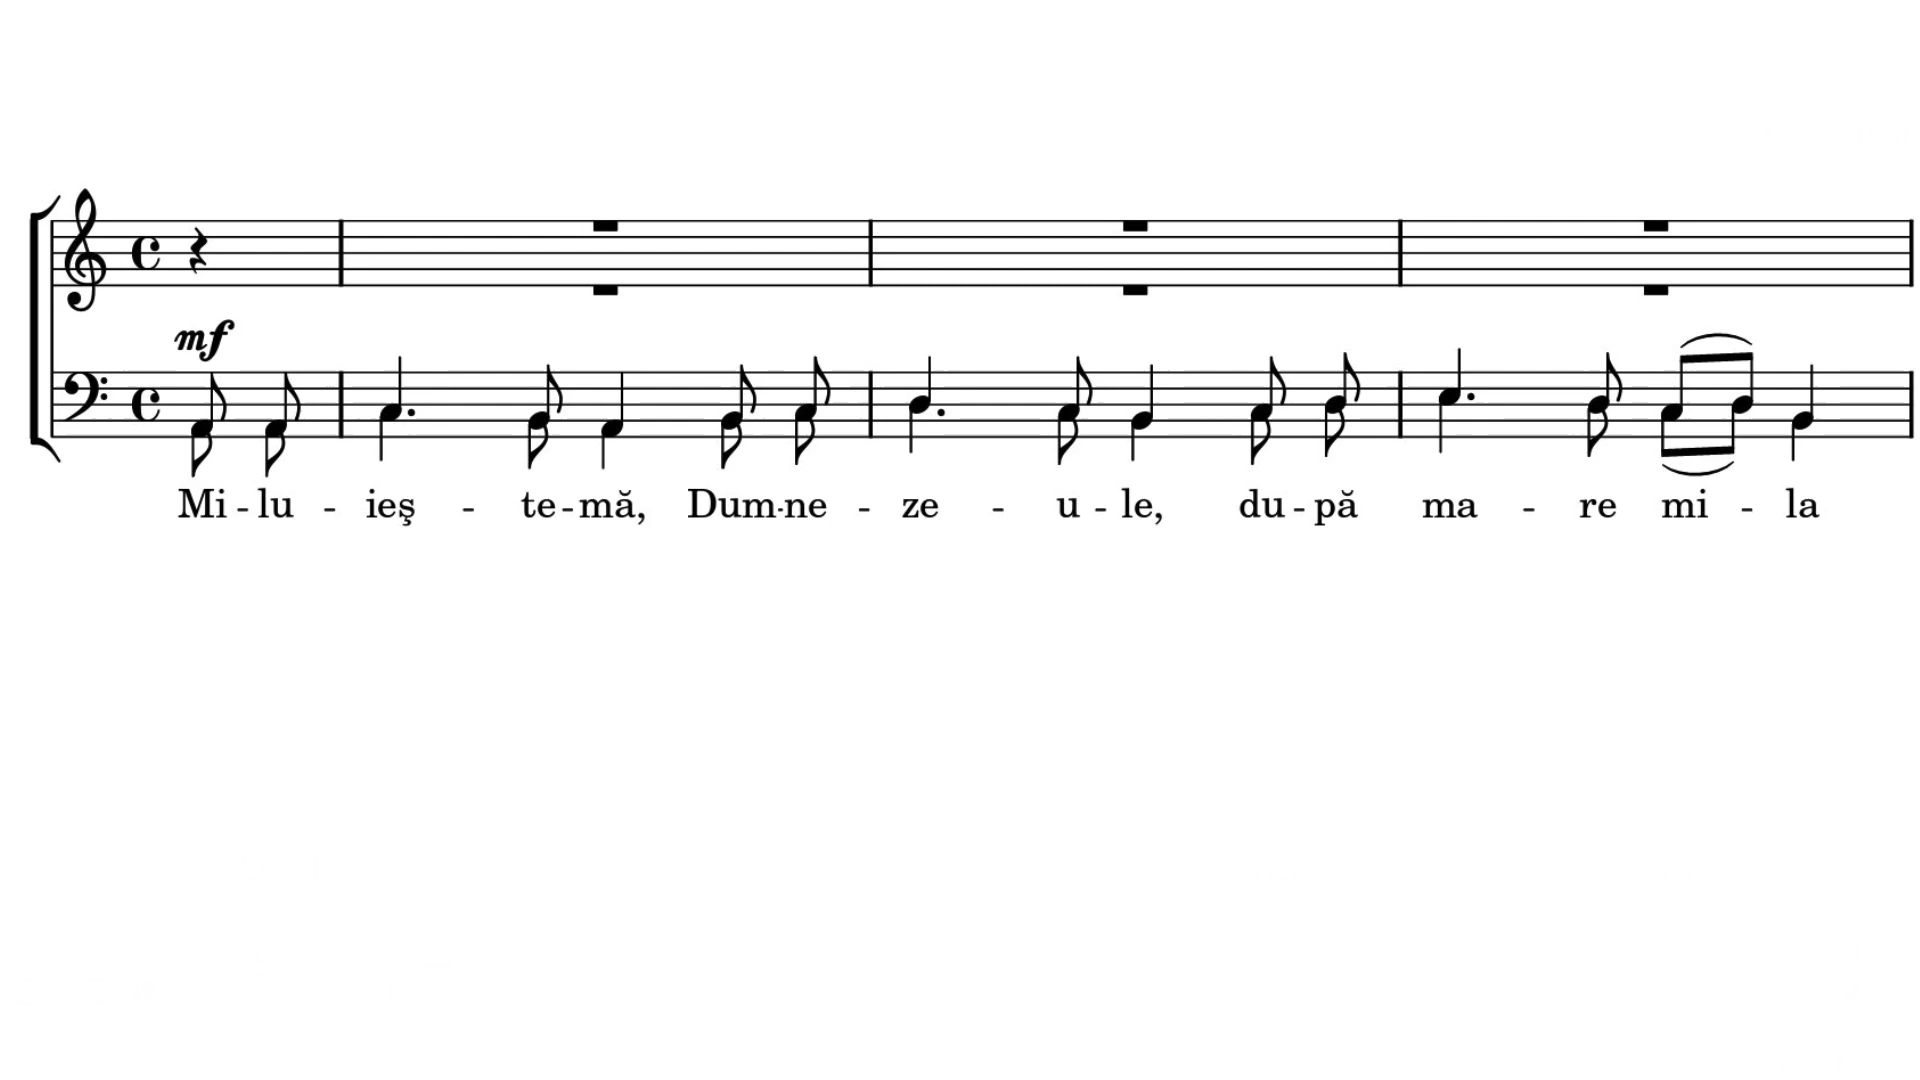 mf
Mi - lu - ieş - te - mă, Dum - ne - ze - u - le, du - pă ma - re mi - la